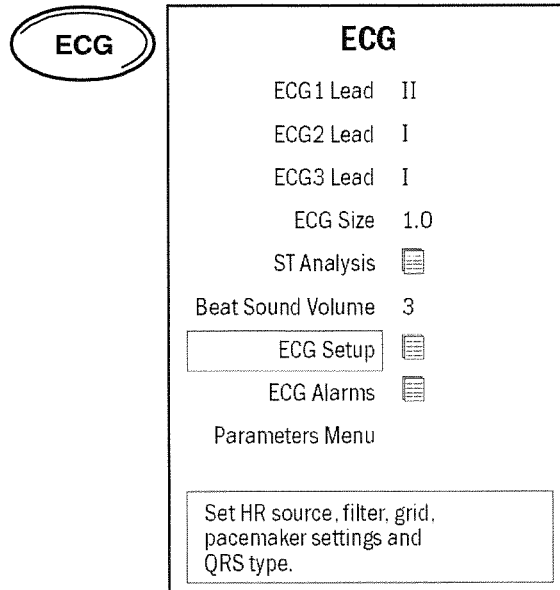 ECG
ECG
ECG1 Lead II
ECG2 Lead I
ECG3 Lead I
ECG Size 1.0
ST Analysis
Beat Sound Volume 3
ECG Setup
ECG Alarms
Parameters Menu
Set HR source, filter, grid,
pacemaker settings and
QRS type.